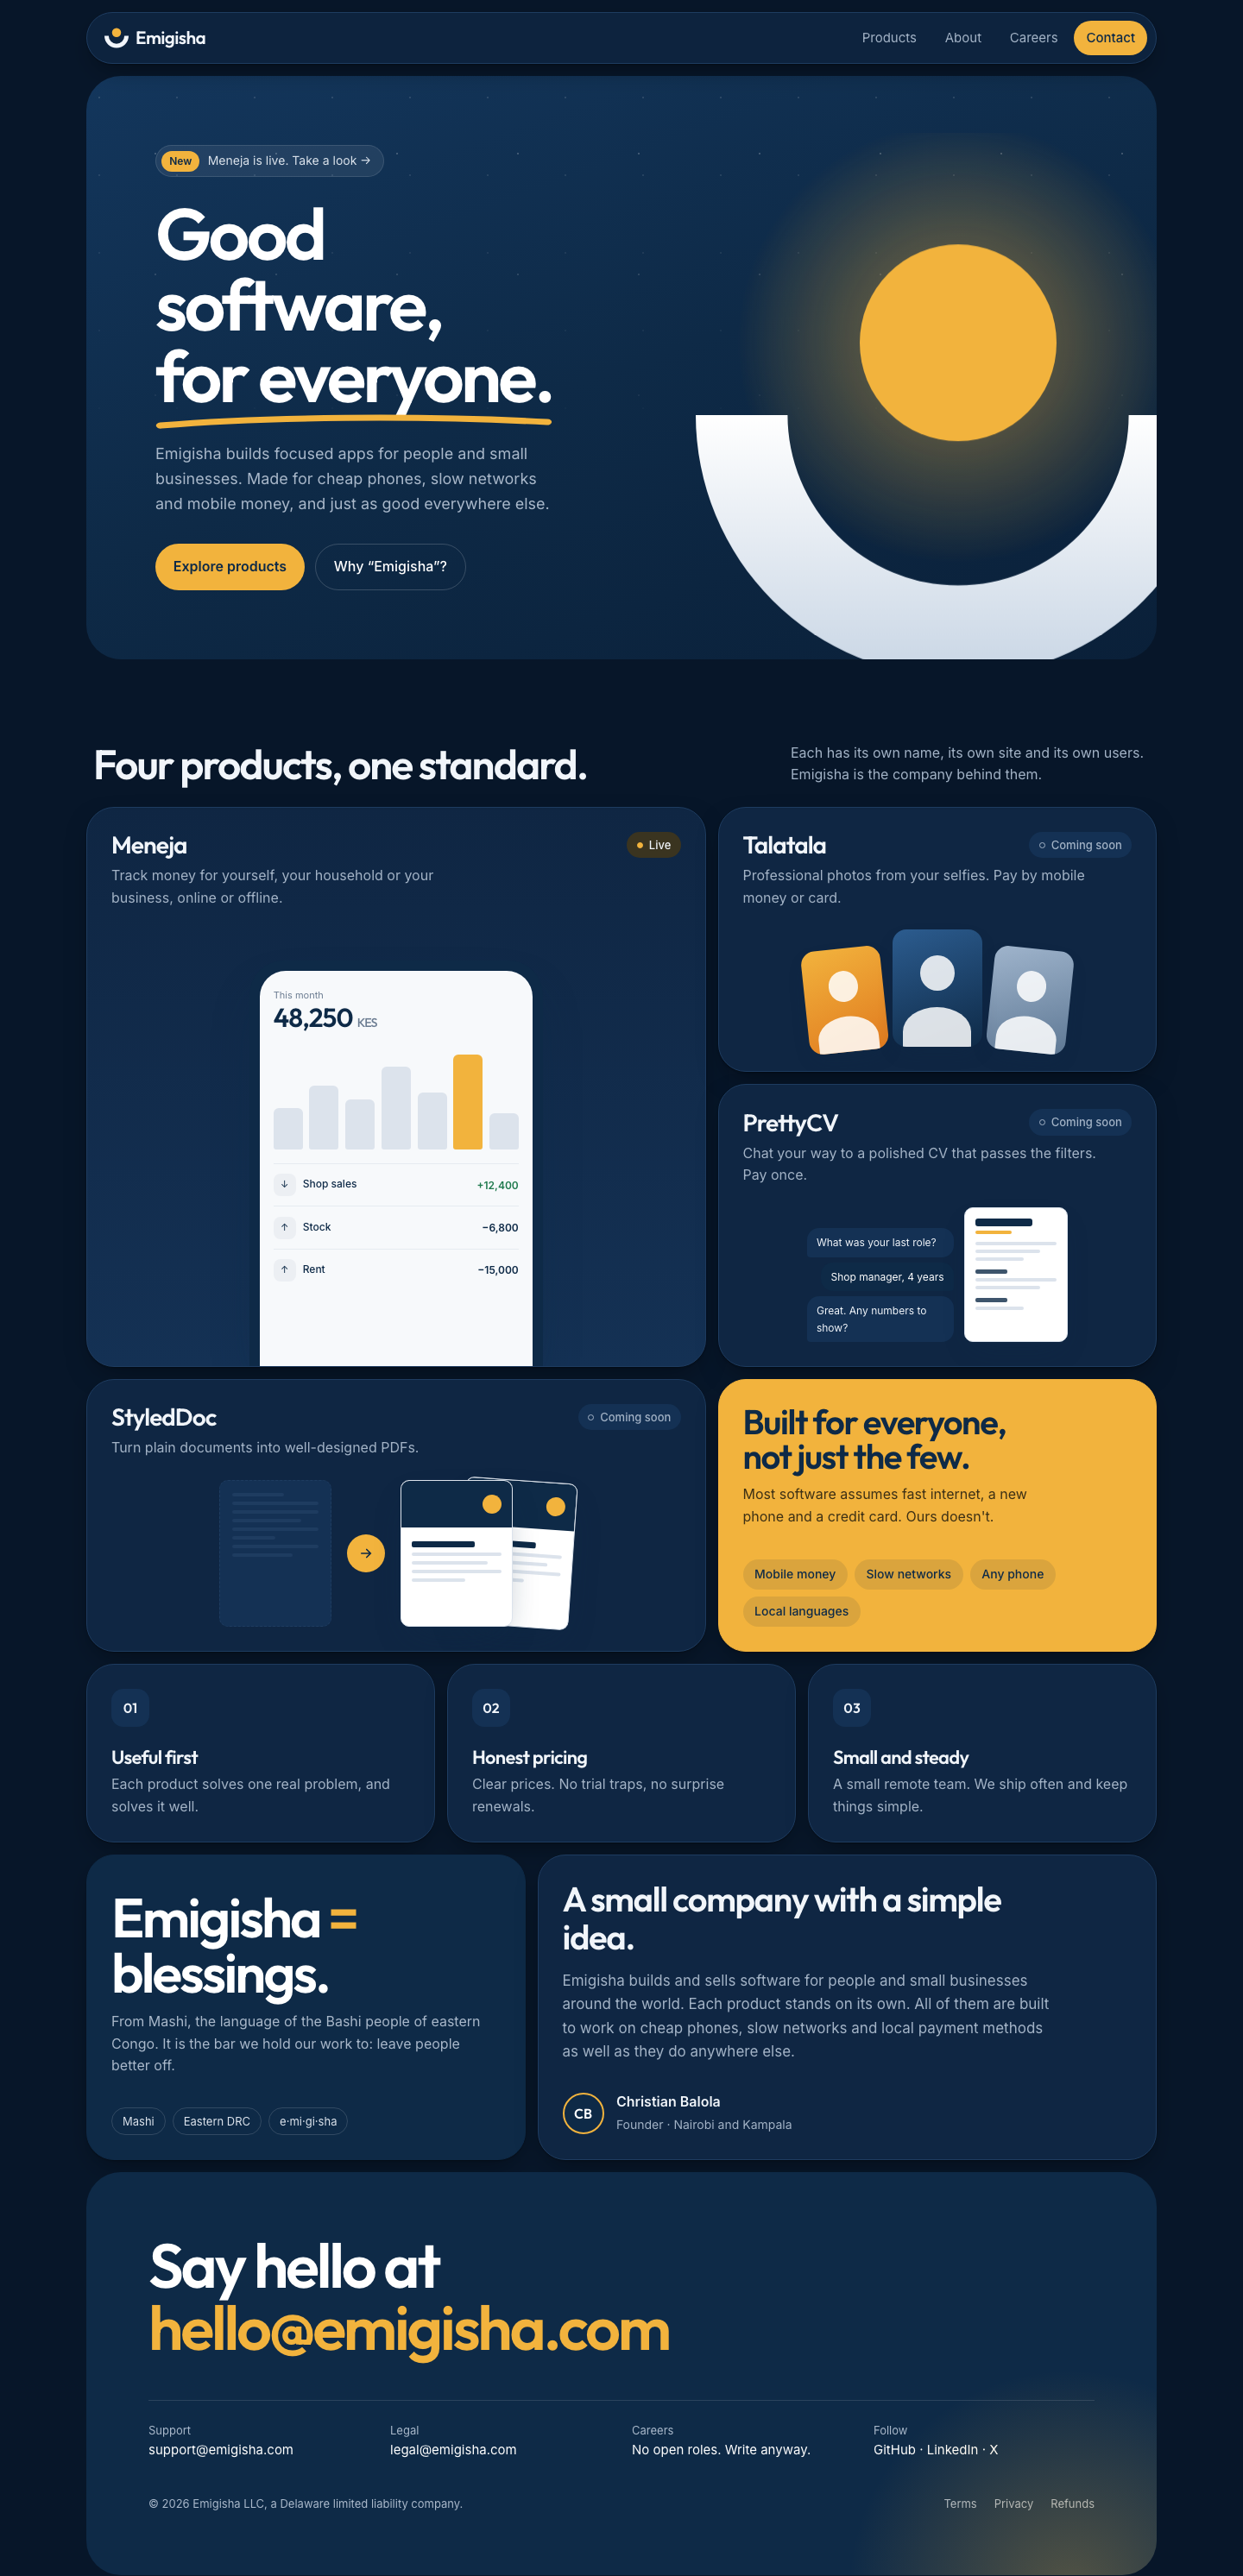 Emigisha
Products
About
Careers
Contact
New Meneja is live. Take a look →
Good
software,
for everyone.
Emigisha builds focused apps for people and small
businesses. Made for cheap phones, slow networks
and mobile money, and just as good everywhere else.
Explore products
Why “Emigisha”?
Four products, one standard.
Each has its own name, its own site and its own users.
Emigisha is the company behind them.
Meneja
Live
Track money for yourself, your household or your
business, online or offline.
This month
48,250 KES
↓ Shop sales +12,400
↑ Stock −6,800
↑ Rent −15,000
Talatala
Coming soon
Professional photos from your selfies. Pay by mobile
money or card.
PrettyCV
Coming soon
Chat your way to a polished CV that passes the filters.
Pay once.
What was your last role?
Shop manager, 4 years
Great. Any numbers to
show?
StyledDoc
Coming soon
Turn plain documents into well-designed PDFs.
→
Built for everyone,
not just the few.
Most software assumes fast internet, a new
phone and a credit card. Ours doesn't.
Mobile money
Slow networks
Any phone
Local languages
01
Useful first
Each product solves one real problem, and
solves it well.
02
Honest pricing
Clear prices. No trial traps, no surprise
renewals.
03
Small and steady
A small remote team. We ship often and keep
things simple.
Emigisha =
blessings.
From Mashi, the language of the Bashi people of eastern
Congo. It is the bar we hold our work to: leave people
better off.
Mashi
Eastern DRC
e·mi·gi·sha
A small company with a simple
idea.
Emigisha builds and sells software for people and small businesses
around the world. Each product stands on its own. All of them are built
to work on cheap phones, slow networks and local payment methods
as well as they do anywhere else.
CB
Christian Balola
Founder · Nairobi and Kampala
Say hello at
hello@emigisha.com
Support
support@emigisha.com
Legal
legal@emigisha.com
Careers
No open roles. Write anyway.
Follow
GitHub · LinkedIn · X
© 2026 Emigisha LLC, a Delaware limited liability company.
Terms
Privacy
Refunds